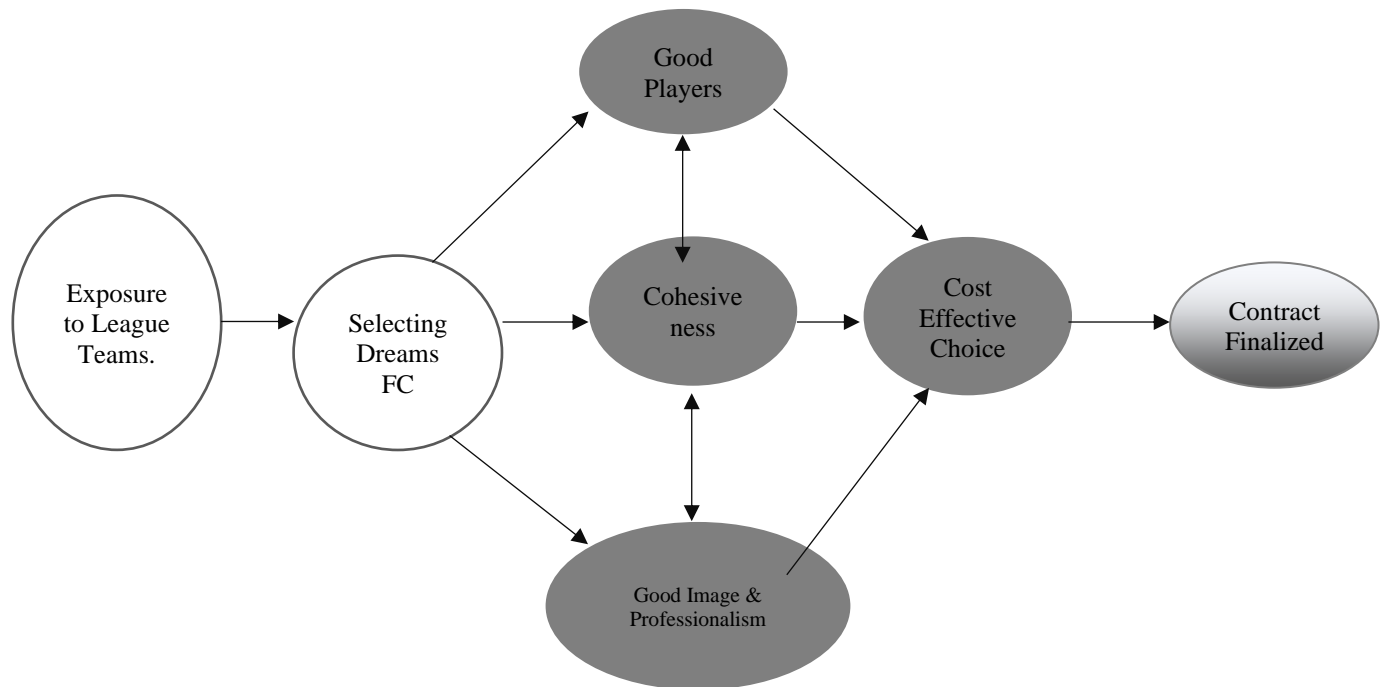 Good
Players
Exposure
to League
Teams.
Selecting
Dreams
FC
Cohesive
ness
Cost
Effective
Choice
Contract
Finalized
Good Image &
Professionalism